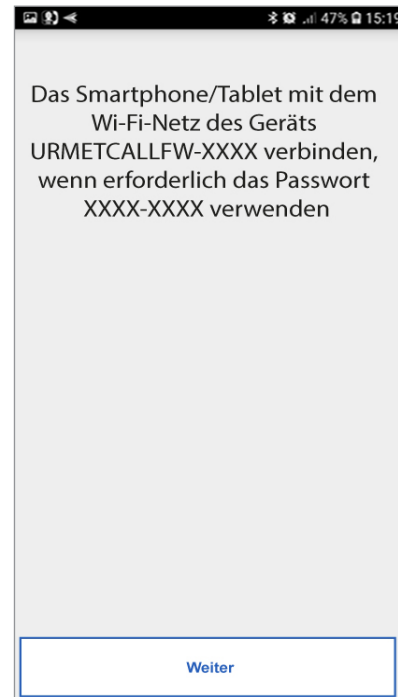 47% 15:19
Das Smartphone/Tablet mit dem
Wi-Fi-Netz des Geräts
URMETCALLFW-XXXX verbinden,
wenn erforderlich das Passwort
XXXX-XXXX verwenden
Weiter